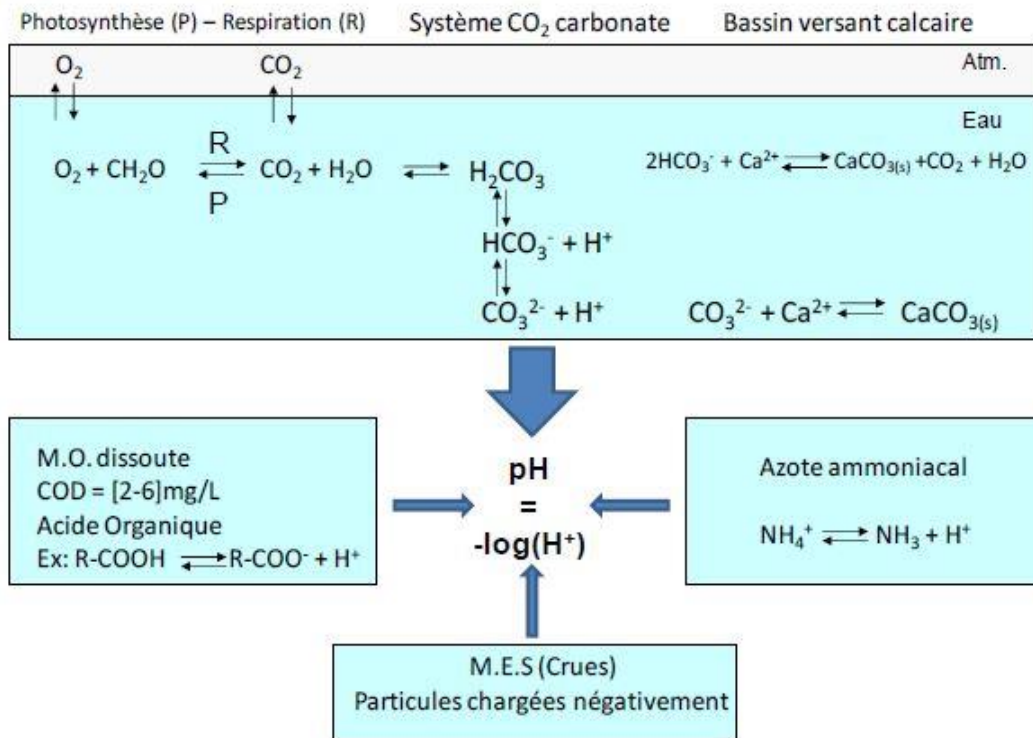 Photosynthèse (P) – Respiration (R)
Système CO₂ carbonate
Bassin versant calcaire
O₂
CO₂
Atm.
Eau
O₂ + CH₂O
R
P
CO₂ + H₂O
H₂CO₃
2HCO₃⁻ + Ca²⁺ ⇌ CaCO₃₍ₛ₎ +CO₂ + H₂O
HCO₃⁻ + H⁺
CO₃²⁻ + H⁺
CO₃²⁻ + Ca²⁺ ⇌ CaCO₃₍ₛ₎
M.O. dissoute
COD = [2-6]mg/L
Acide Organique
Ex: R-COOH ⇌ R-COO⁻ + H⁺
pH
=
-log(H⁺)
Azote ammoniacal
NH₄⁺ ⇌ NH₃ + H⁺
M.E.S (Crues)
Particules chargées négativement